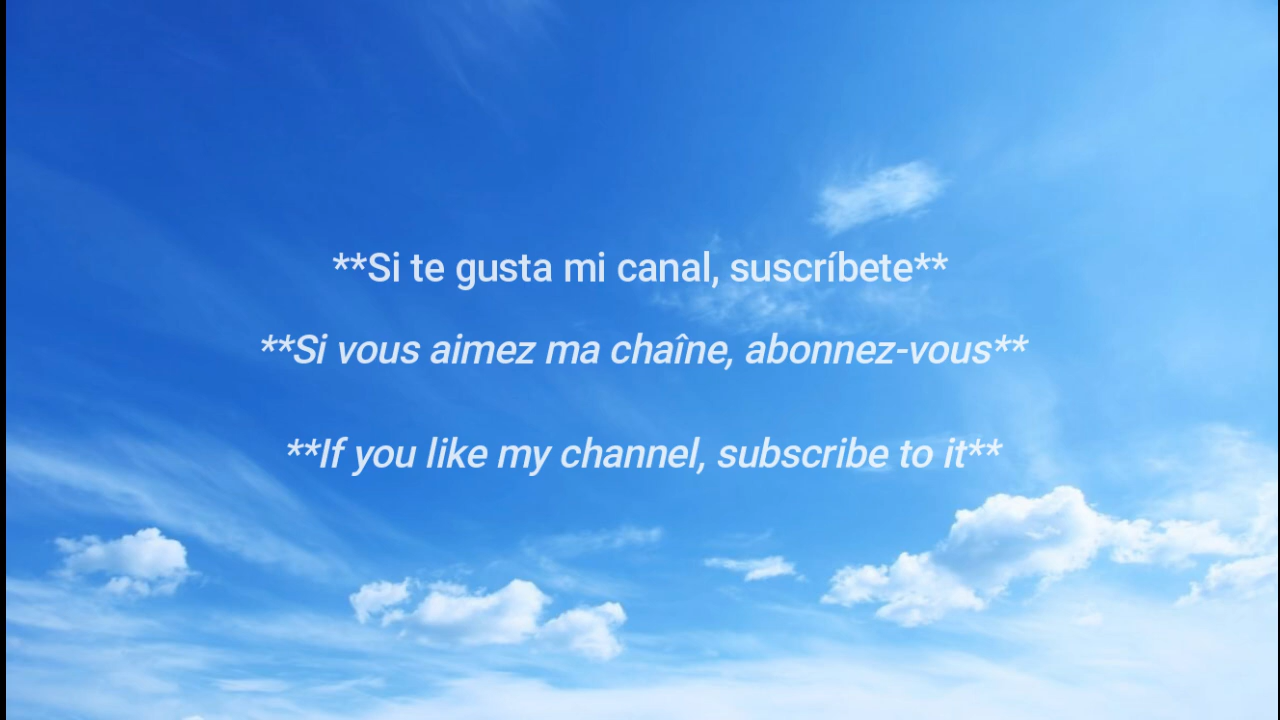 **Si te gusta mi canal, suscríbete**
**Si vous aimez ma chaîne, abonnez-vous**
**If you like my channel, subscribe to it**